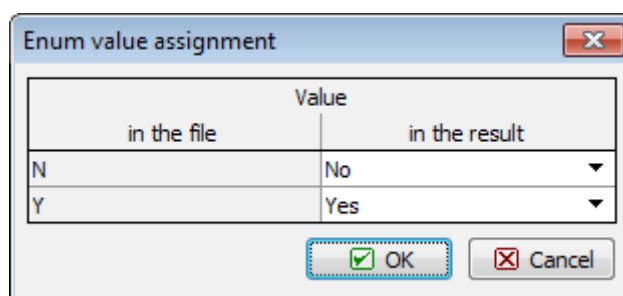 Enum value assignment
Value
in the file in the result
N No
Y Yes
OK Cancel